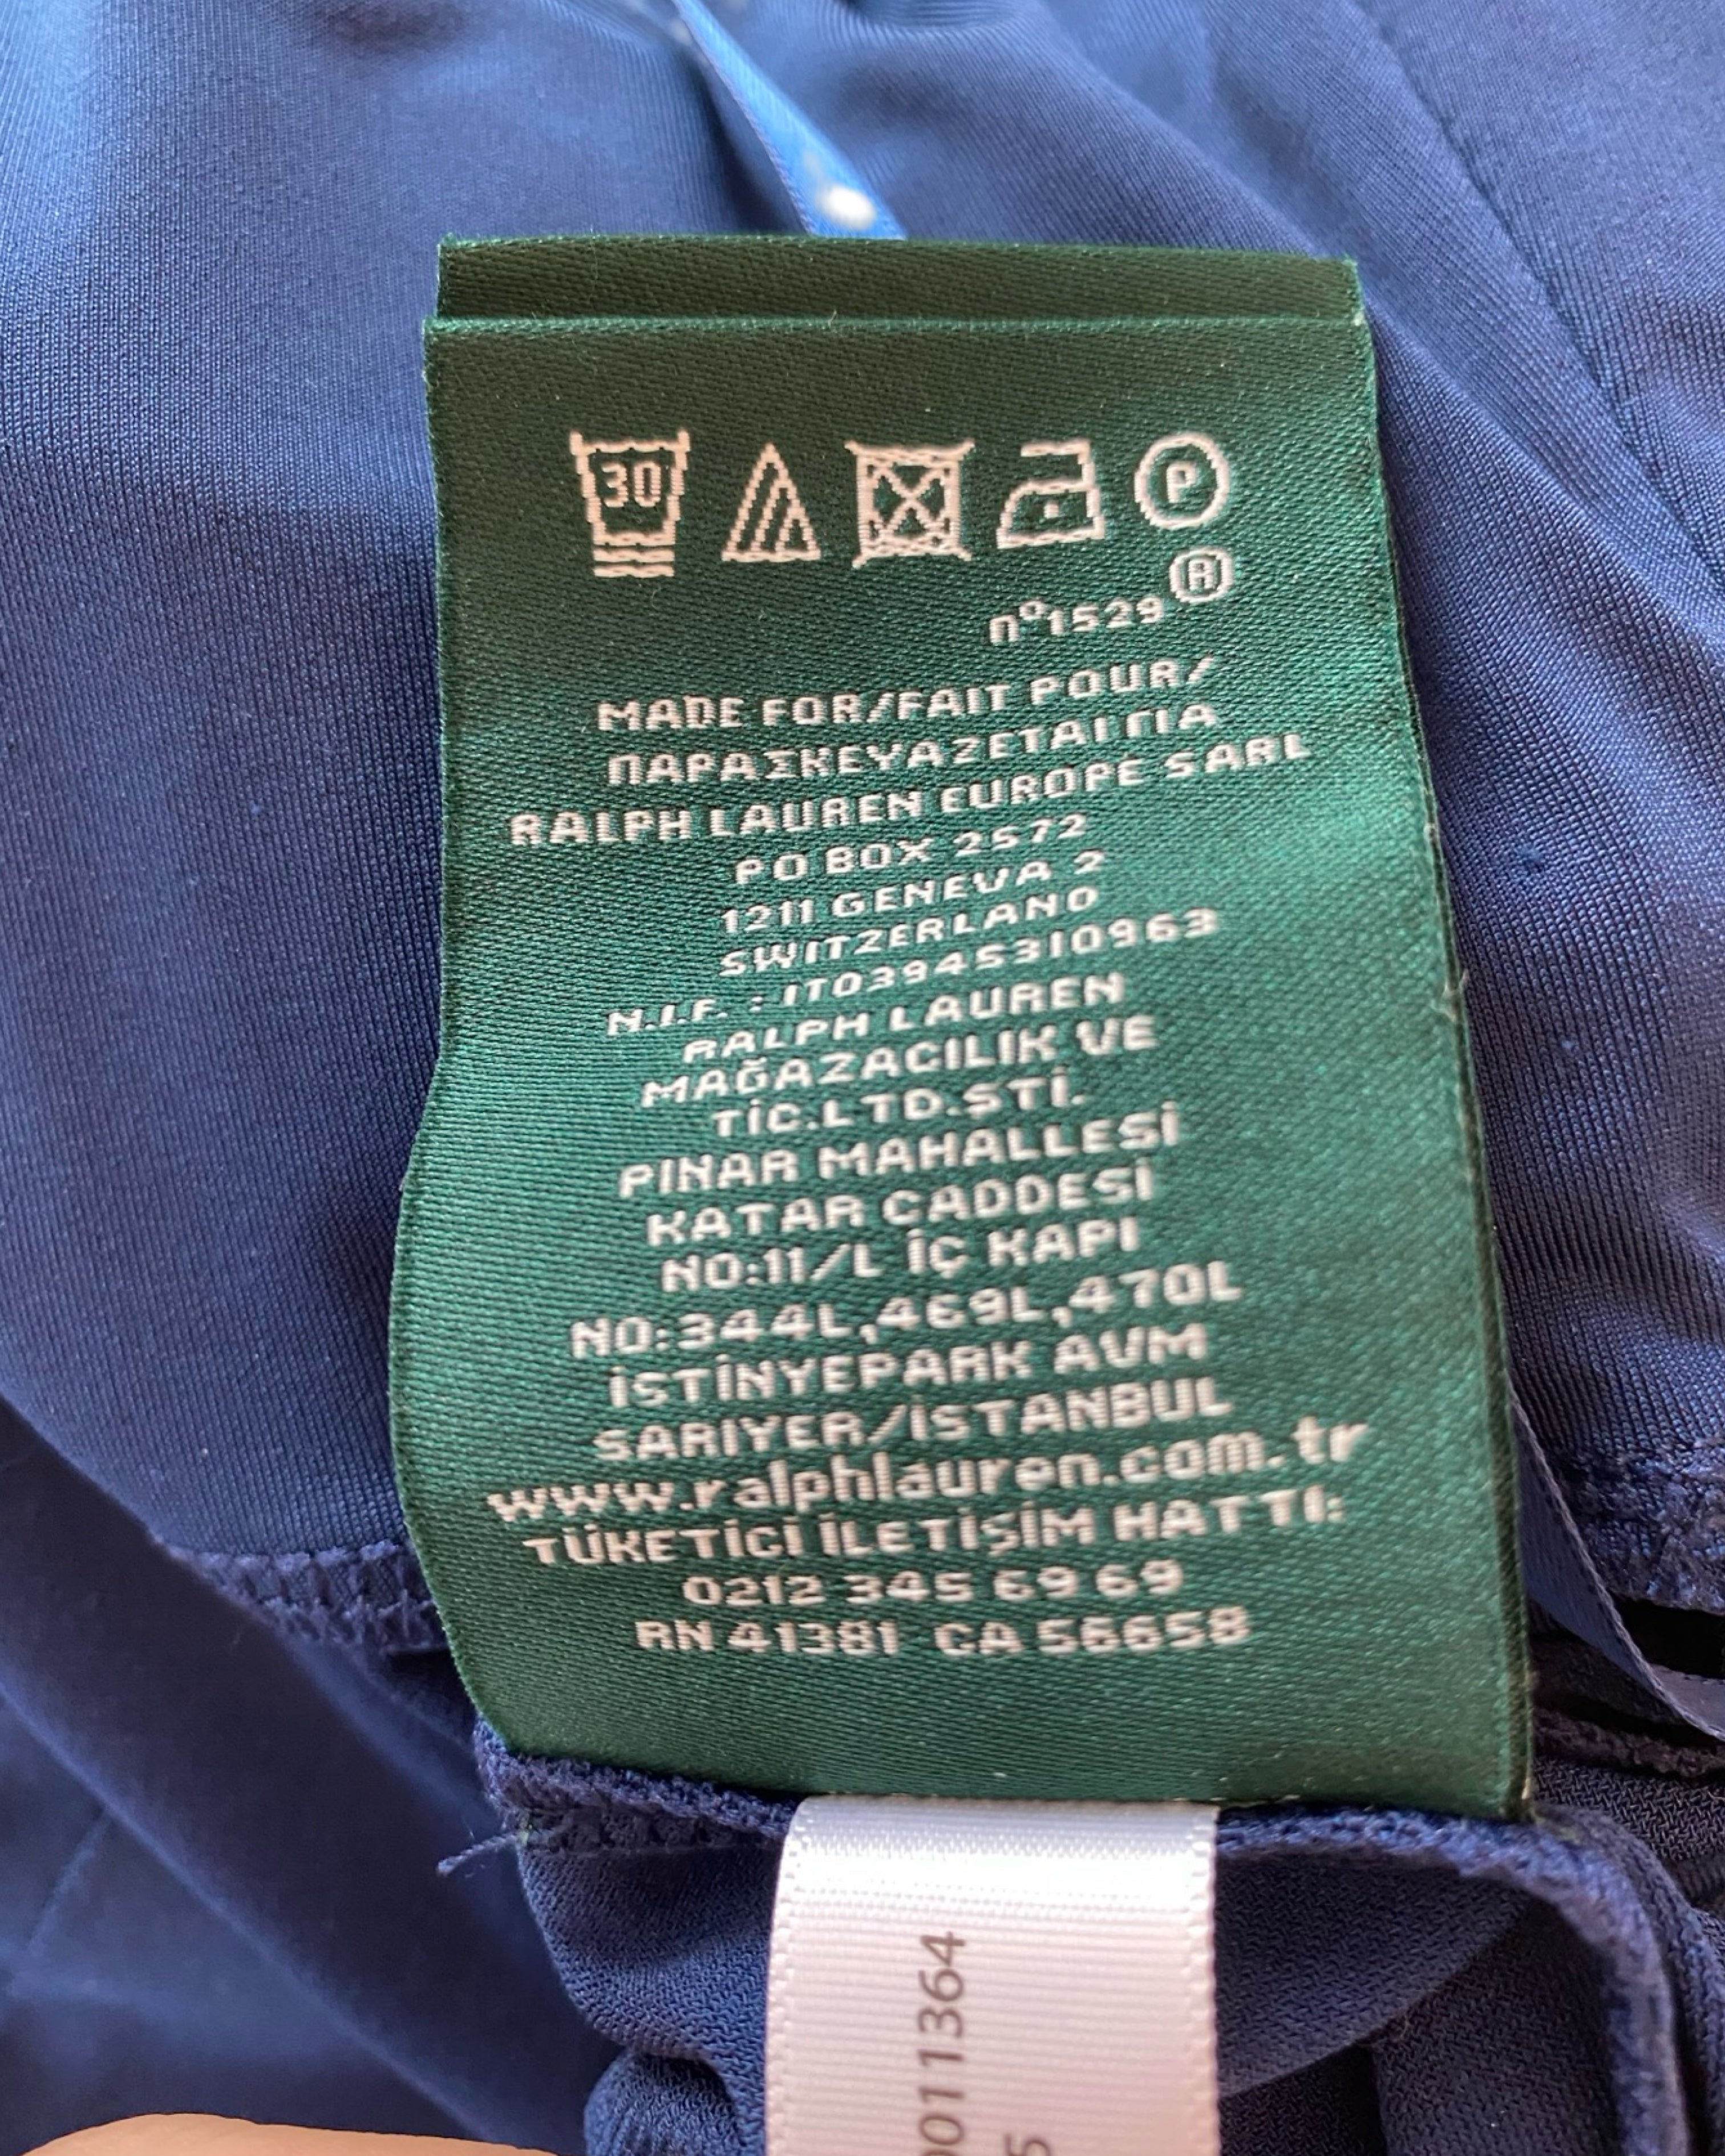 30
P
nº1529®
MADE FOR/FAIT POUR/
ΠΑΡΑΣΚΕΥΑΖΕΤΑΙ ΓΙΑ
RALPH LAUREN EUROPE SARL
PO BOX 2572
1211 GENEVA 2
SWITZERLAND
N.I.F. : IT03945310963
RALPH LAUREN
MAĞAZACILIK VE
TİC.LTD.STİ.
PINAR MAHALLESİ
KATAR CADDESİ
NO:11/L İÇ KAPI
NO:344L,469L,470L
İSTİNYEPARK AVM
SARIYER/İSTANBUL
www.ralphlauren.com.tr
TÜKETİCİ İLETİŞİM HATTI:
0212 345 69 69
RN 41381 CA 56658
0011364
5